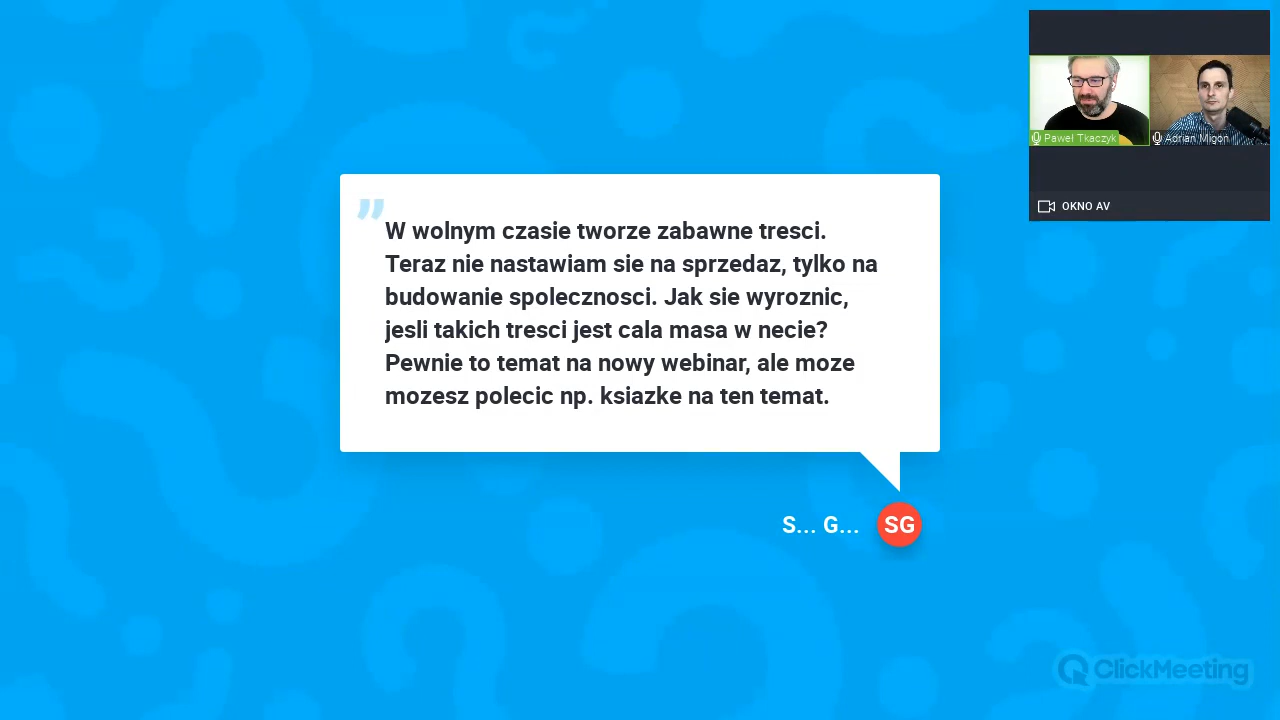 W wolnym czasie tworze zabawne tresci.
Teraz nie nastawiam sie na sprzedaz, tylko na
budowanie spolecznosci. Jak sie wyroznic,
jesli takich tresci jest cala masa w necie?
Pewnie to temat na nowy webinar, ale moze
mozesz polecic np. ksiazke na ten temat.
S... G...
SG
Paweł Tkaczyk
Adrian Migoń
OKNO AV
ClickMeeting